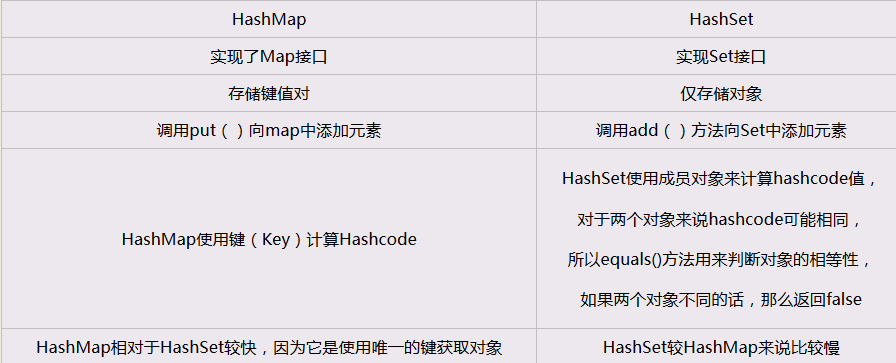 HashMap
HashSet
实现了Map接口
实现Set接口
存储键值对
仅存储对象
调用put（）向map中添加元素
调用add（）方法向Set中添加元素
HashMap使用键（Key）计算Hashcode
HashSet使用成员对象来计算hashcode值，
对于两个对象来说hashcode可能相同，
所以equals()方法用来判断对象的相等性，
如果两个对象不同的话，那么返回false
HashMap相对于HashSet较快，因为它是使用唯一的键获取对象
HashSet较HashMap来说比较慢